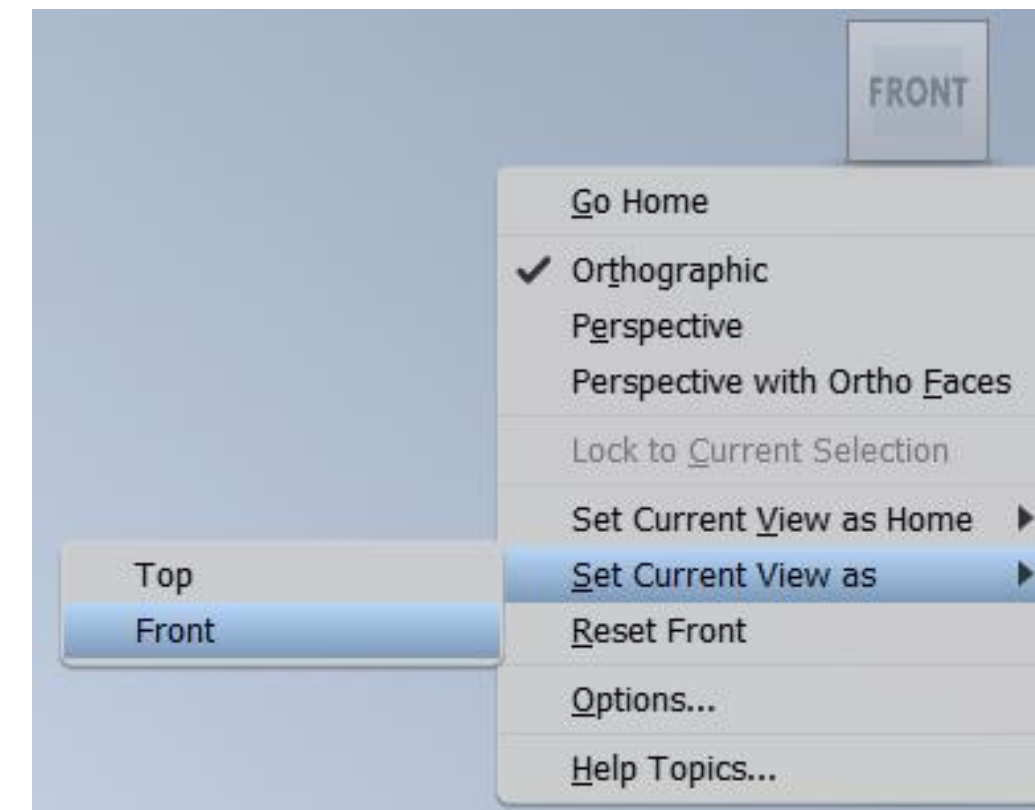 FRONT
Go Home
Orthographic
Perspective
Perspective with Ortho Faces
Lock to Current Selection
Set Current View as Home
Set Current View as
Reset Front
Options...
Help Topics...
Top
Front